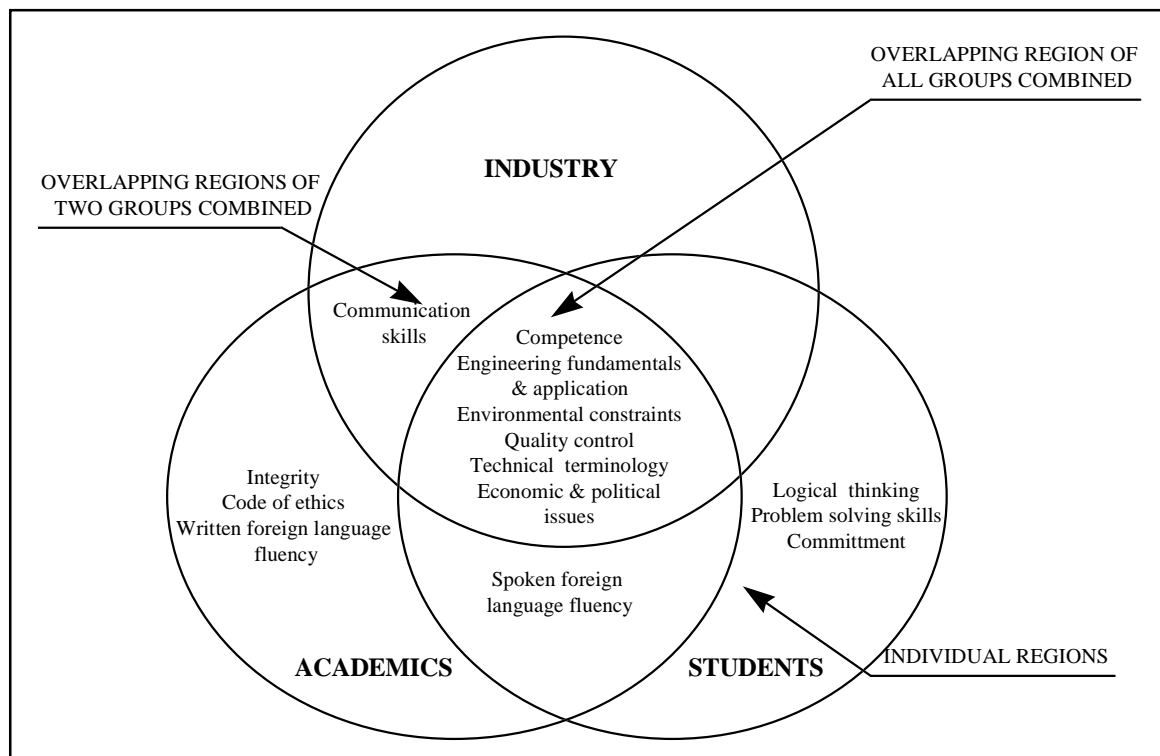 OVERLAPPING REGION OF
ALL GROUPS COMBINED
INDUSTRY
OVERLAPPING REGIONS OF
TWO GROUPS COMBINED
Communication
skills
Competence
Engineering fundamentals
& application
Environmental constraints
Quality control
Technical terminology
Economic & political
issues
Integrity
Code of ethics
Written foreign language
fluency
Logical thinking
Problem solving skills
Committment
Spoken foreign
language fluency
ACADEMICS
STUDENTS
INDIVIDUAL REGIONS